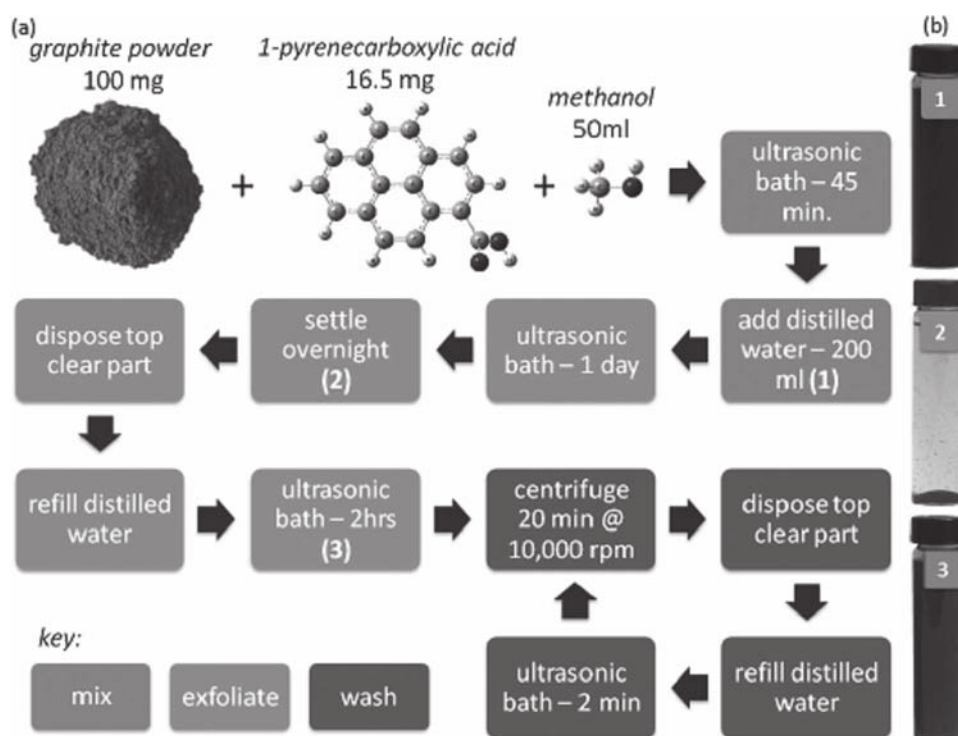 (a)
graphite powder
100 mg
1-pyrenecarboxylic acid
16.5 mg
methanol
50ml
+
+
ultrasonic
bath – 45
min.
add distilled
water – 200
ml (1)
ultrasonic
bath – 1 day
settle
overnight
(2)
dispose top
clear part
refill distilled
water
ultrasonic
bath – 2hrs
(3)
centrifuge
20 min @
10,000 rpm
dispose top
clear part
refill distilled
water
ultrasonic
bath – 2 min
key:
mix
exfoliate
wash
(b)
1
2
3